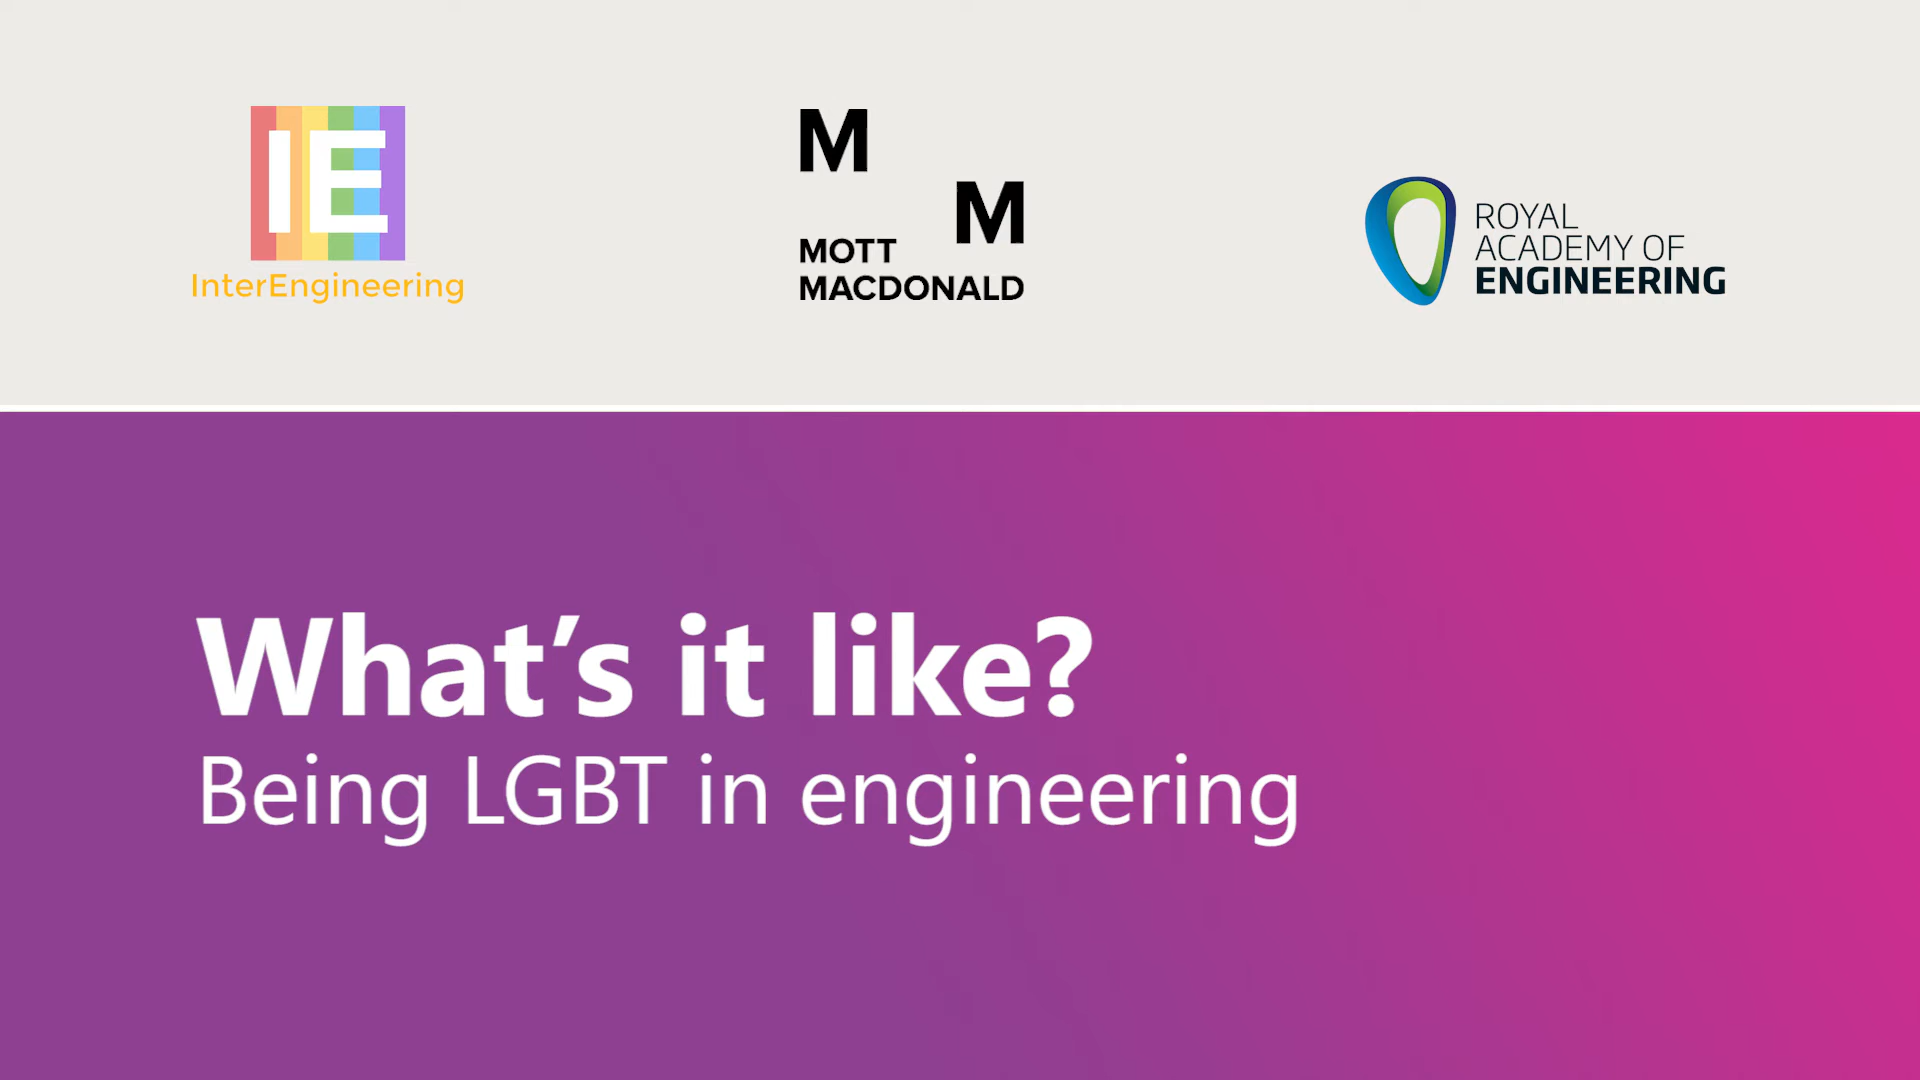 IE
InterEngineering
M
M
MOTT
MACDONALD
ROYAL
ACADEMY OF
ENGINEERING
What’s it like?
Being LGBT in engineering